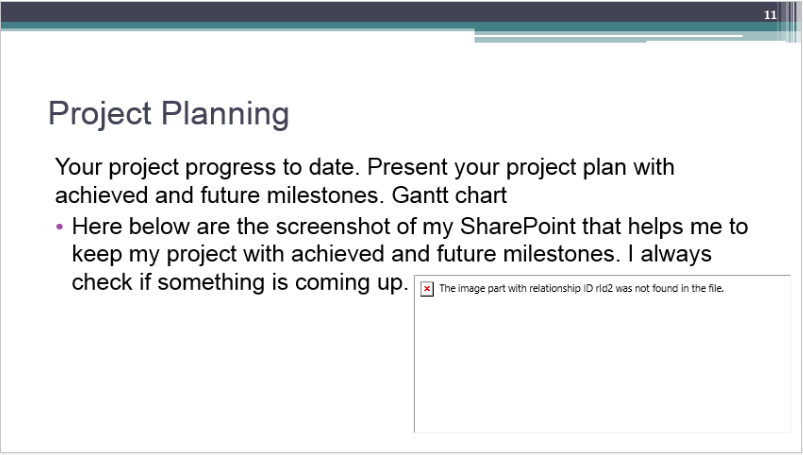 11
Project Planning
Your project progress to date. Present your project plan with
achieved and future milestones. Gantt chart
• Here below are the screenshot of my SharePoint that helps me to
keep my project with achieved and future milestones. I always
check if something is coming up.
The image part with relationship ID rId2 was not found in the file.